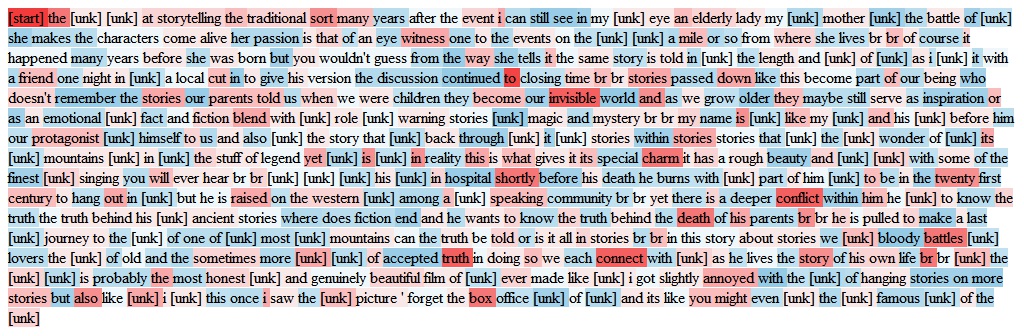 [start] the [unk] [unk] at storytelling the traditional sort many years after the event i can still see in my [unk] eye an elderly lady my [unk] mother [unk] the battle of [unk]
she makes the characters come alive her passion is that of an eye witness one to the events on the [unk] [unk] a mile or so from where she lives br br of course it
happened many years before she was born but you wouldn't guess from the way she tells it the same story is told in [unk] the length and [unk] of [unk] as i [unk] it with
a friend one night in [unk] a local cut in to give his version the discussion continued to closing time br br stories passed down like this become part of our being who
doesn't remember the stories our parents told us when we were children they become our invisible world and as we grow older they maybe still serve as inspiration or
as an emotional [unk] fact and fiction blend with [unk] role [unk] warning stories [unk] magic and mystery br br my name is [unk] like my [unk] and his [unk] before him
our protagonist [unk] himself to us and also [unk] the story that [unk] back through [unk] it [unk] stories within stories stories that [unk] the [unk] wonder of [unk] its
[unk] mountains [unk] in [unk] the stuff of legend yet [unk] is [unk] in reality this is what gives it its special charm it has a rough beauty and [unk] [unk] with some of the
finest [unk] singing you will ever hear br br [unk] [unk] [unk] his [unk] in hospital shortly before his death he burns with [unk] part of him [unk] to be in the twenty first
century to hang out in [unk] but he is raised on the western [unk] among a [unk] speaking community br br yet there is a deeper conflict within him he [unk] to know the
truth the truth behind his [unk] ancient stories where does fiction end and he wants to know the truth behind the death of his parents br br he is pulled to make a last
[unk] journey to the [unk] of one of [unk] most [unk] mountains can the truth be told or is it all in stories br br in this story about stories we [unk] bloody battles [unk]
lovers the [unk] of old and the sometimes more [unk] [unk] of accepted truth in doing so we each connect with [unk] as he lives the story of his own life br br [unk] the
[unk] [unk] is probably the most honest [unk] and genuinely beautiful film of [unk] ever made like [unk] i got slightly annoyed with the [unk] of hanging stories on more
stories but also like [unk] i [unk] this once i saw the [unk] picture ' forget the box office [unk] of [unk] and its like you might even [unk] the [unk] famous [unk] of the
[unk]